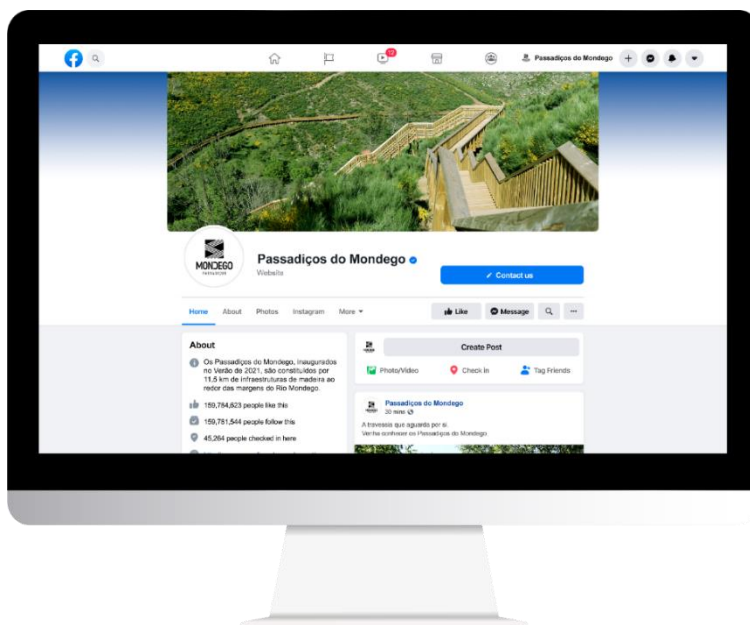 Passadiços do Mondego
MONDEGO
Passadiços do Mondego
Website
Contact us
Home About Photos Instagram More
Like Message
About
Os Passadiços do Mondego, inaugurados
no Verão de 2021, são constituídos por
11,5 km de infraestruturas de madeira ao
redor das margens do Rio Mondego.
159,784,623 people like this
159,781,544 people follow this
45,264 people checked in here
Create Post
Photo/Video Check in Tag Friends
Passadiços do Mondego
30 mins
A travessia que aguarda por si.
Venha conhecer os Passadiços do Mondego